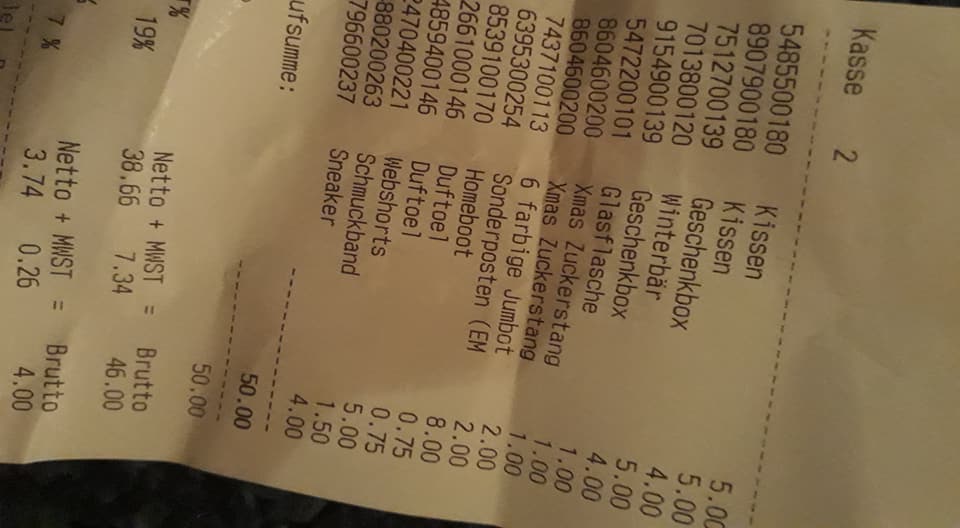 Kasse 2
5485500180 Kissen 5.00
8907900180 Kissen 5.00
7512700139 Geschenkbox 4.00
7013800120 Winterbär 5.00
9154900139 Geschenkbox 4.00
5472200101 Glasflasche 1.00
8604600200 Xmas Zuckerstang 1.00
8604600200 Xmas Zuckerstang 1.00
7437100113 6 farbige Jumbot 2.00
6395300254 Sonderposten (EM 2.00
8539100170 Homeboot 8.00
2661000146 Duftoel 0.75
4859400146 Duftoel 0.75
2470400221 Webshorts 5.00
880200263 Schmuckband 1.50
796600237 Sneaker 4.00
ufsumme: 50.00
50.00
T% Netto + MWST = Brutto
19% 38.66 7.34 46.00
% Netto + MWST = Brutto
7 % 3.74 0.26 4.00